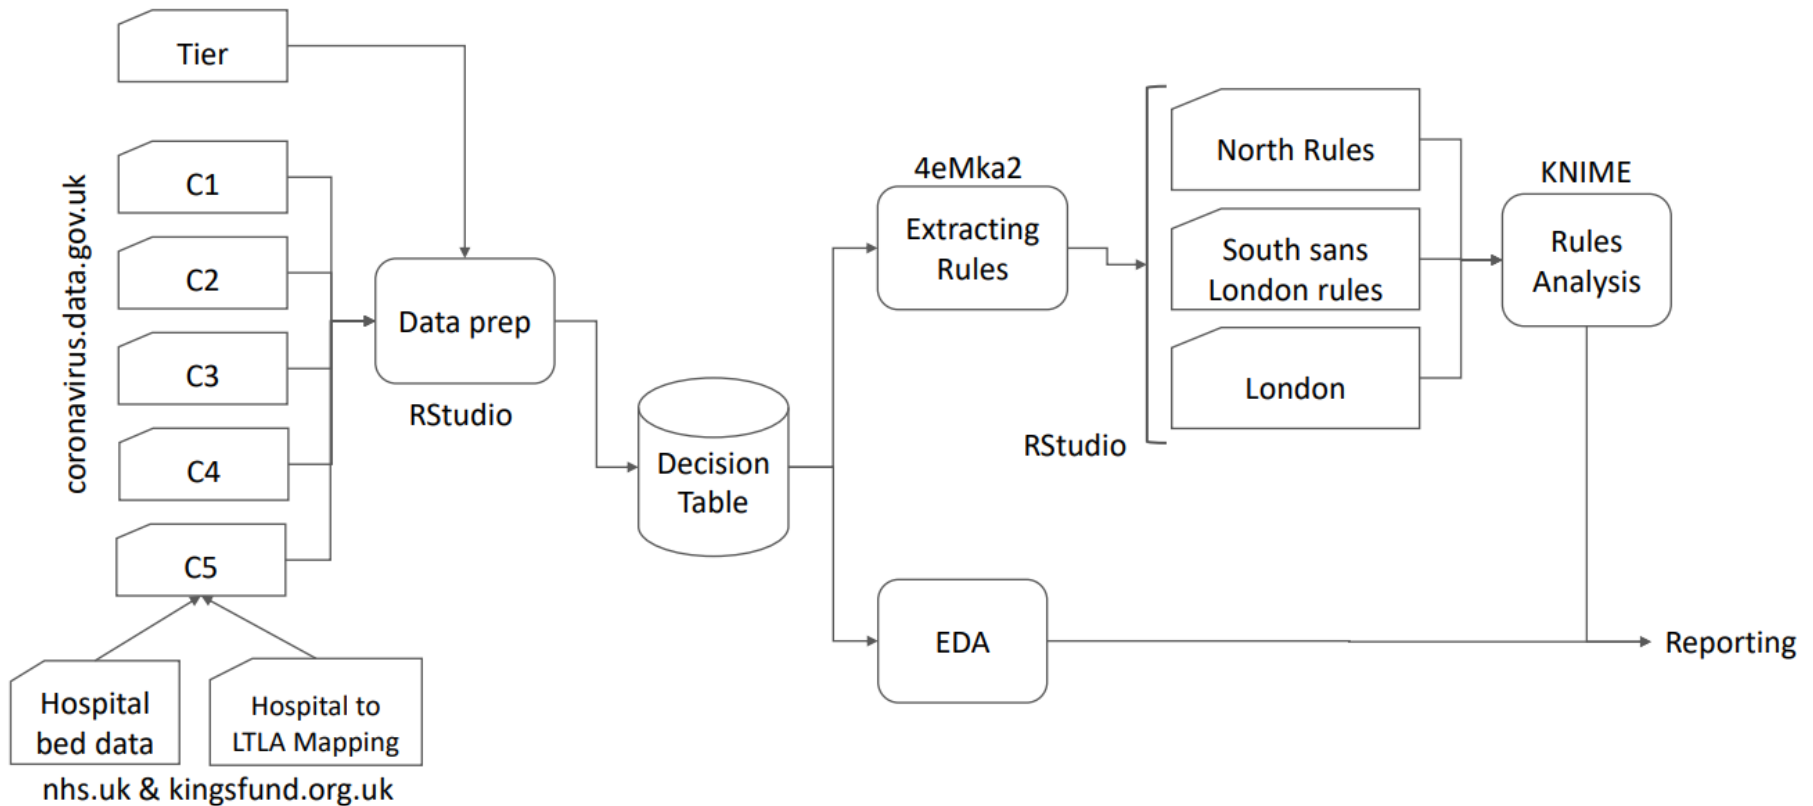 Tier
coronavirus.data.gov.uk
C1
C2
C3
C4
C5
Hospital
bed data
Hospital to
LTLA Mapping
nhs.uk & kingsfund.org.uk
Data prep
RStudio
Decision
Table
4eMka2
Extracting
Rules
RStudio
North Rules
South sans
London rules
London
KNIME
Rules
Analysis
EDA
Reporting